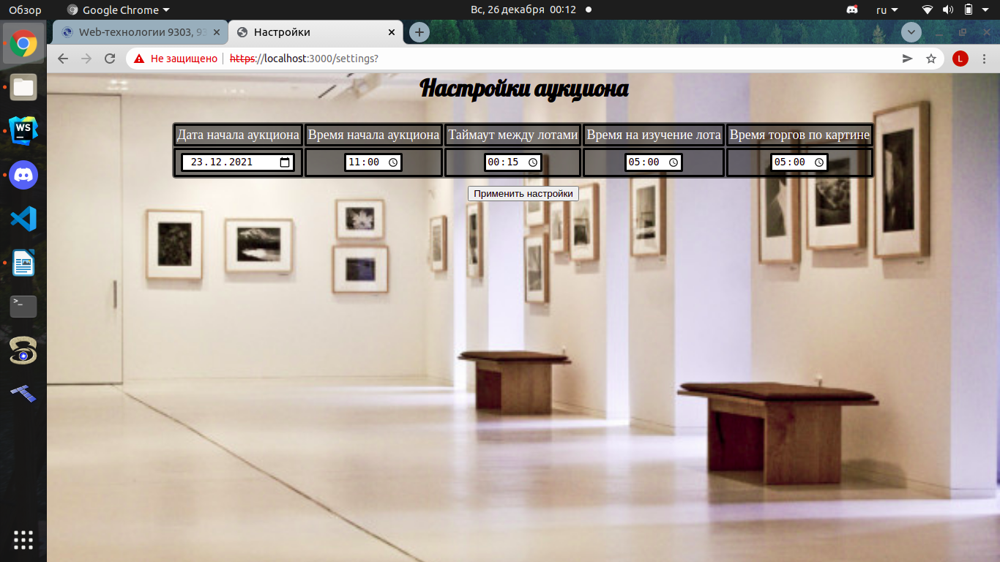 Обзор
Google Chrome
Вс, 26 декабря 00:12
ru
Web-технологии 9303, 93
Настройки
Не защищено
https://localhost:3000/settings?
L
WS
>_
Настройки аукциона
Дата начала аукциона Время начала аукциона Таймаут между лотами Время на изучение лота Время торгов по картине
23.12.2021 11:00 00:15 05:00 05:00
Применить настройки